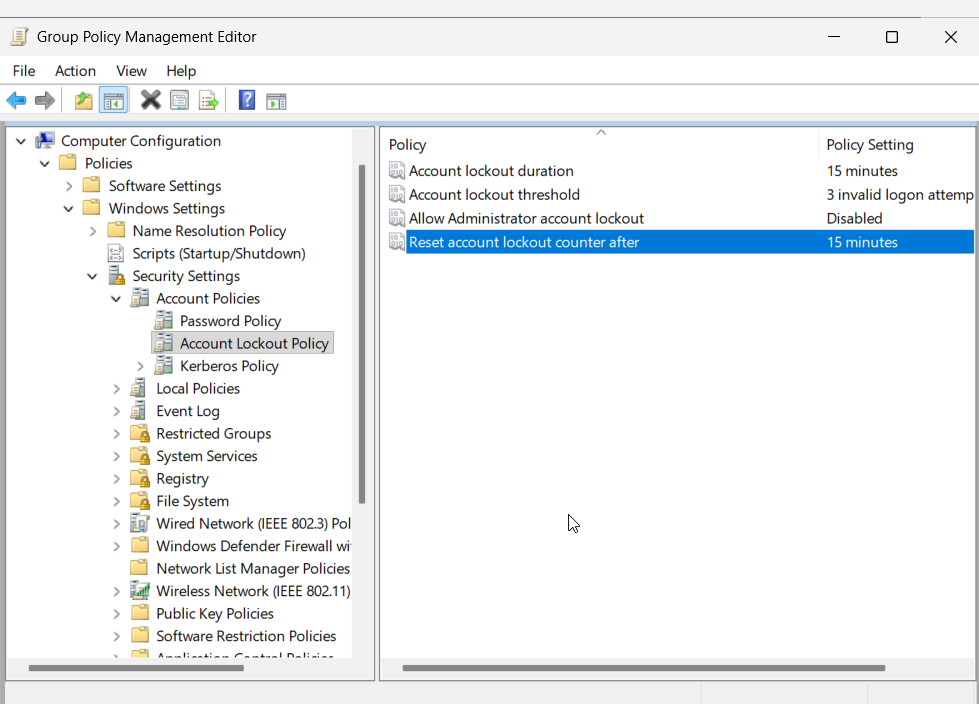 Group Policy Management Editor
File Action View Help
Computer Configuration
Policies
Software Settings
Windows Settings
Name Resolution Policy
Scripts (Startup/Shutdown)
Security Settings
Account Policies
Password Policy
Account Lockout Policy
Kerberos Policy
Local Policies
Event Log
Restricted Groups
System Services
Registry
File System
Wired Network (IEEE 802.3) Pol
Windows Defender Firewall wi
Network List Manager Policies
Wireless Network (IEEE 802.11)
Public Key Policies
Software Restriction Policies
Application Control Policies
Policy Policy Setting
Account lockout duration 15 minutes
Account lockout threshold 3 invalid logon attemp
Allow Administrator account lockout Disabled
Reset account lockout counter after 15 minutes